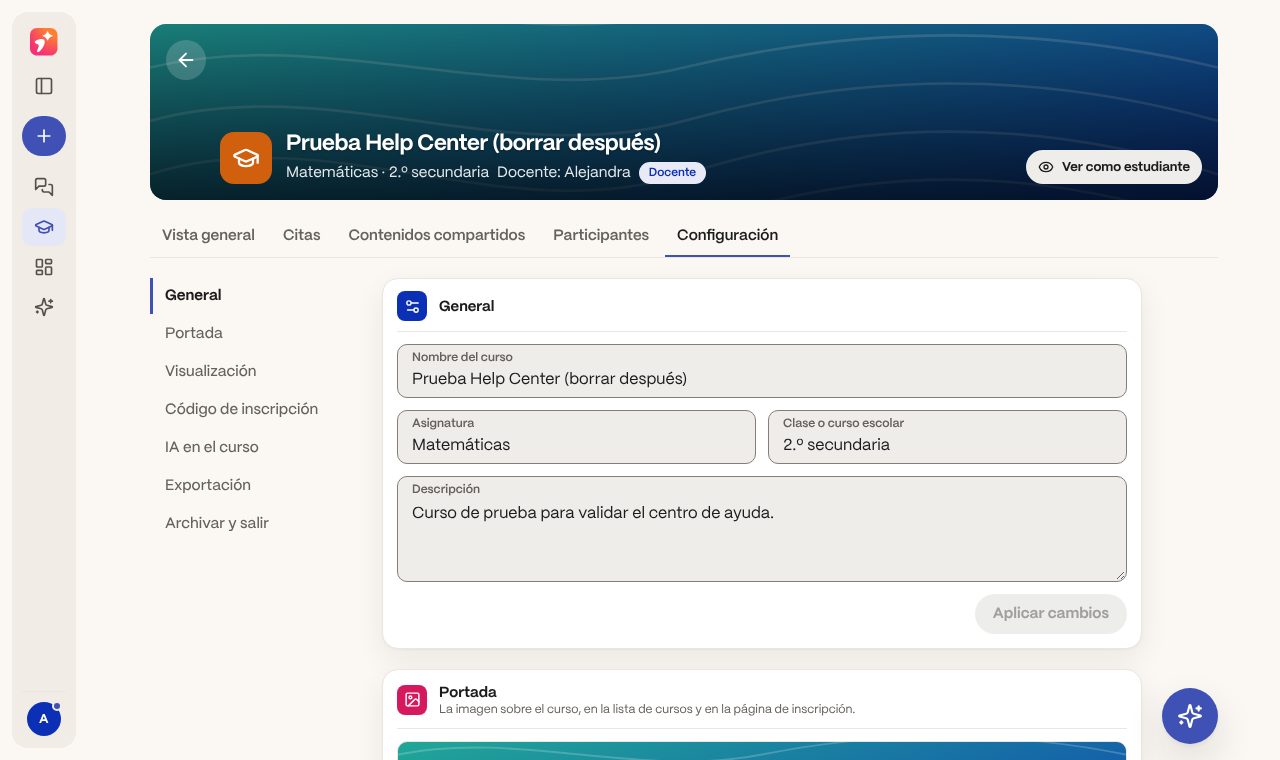 Prueba Help Center (borrar después)
Matemáticas · 2.º secundaria Docente: Alejandra Docente
Ver como estudiante
Vista general Citas Contenidos compartidos Participantes Configuración
General
Portada
Visualización
Código de inscripción
IA en el curso
Exportación
Archivar y salir
General
Nombre del curso
Prueba Help Center (borrar después)
Asignatura
Matemáticas
Clase o curso escolar
2.º secundaria
Descripción
Curso de prueba para validar el centro de ayuda.
Aplicar cambios
Portada
La imagen sobre el curso, en la lista de cursos y en la página de inscripción.
A